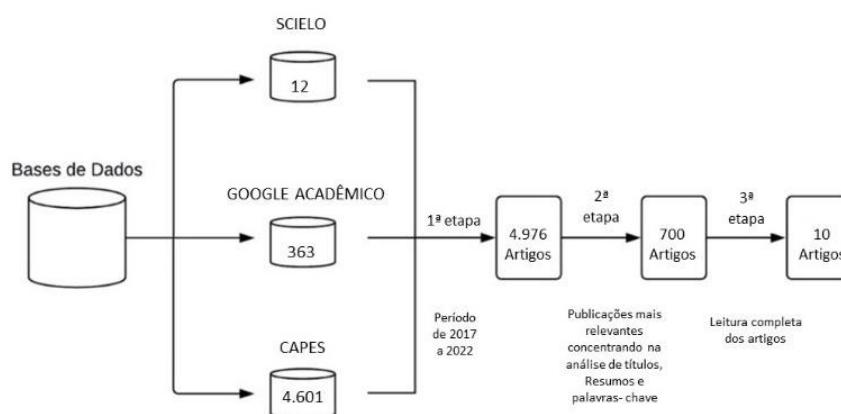 SCIELO
12
Bases de Dados
GOOGLE ACADÊMICO
363
CAPES
4.601
1ª etapa
Período
de 2017
a 2022
4.976
Artigos
2ª
etapa
Publicações mais
relevantes
concentrando na
análise de títulos,
Resumos e
palavras- chave
700
Artigos
3ª
etapa
Leitura completa
dos artigos
10
Artigos